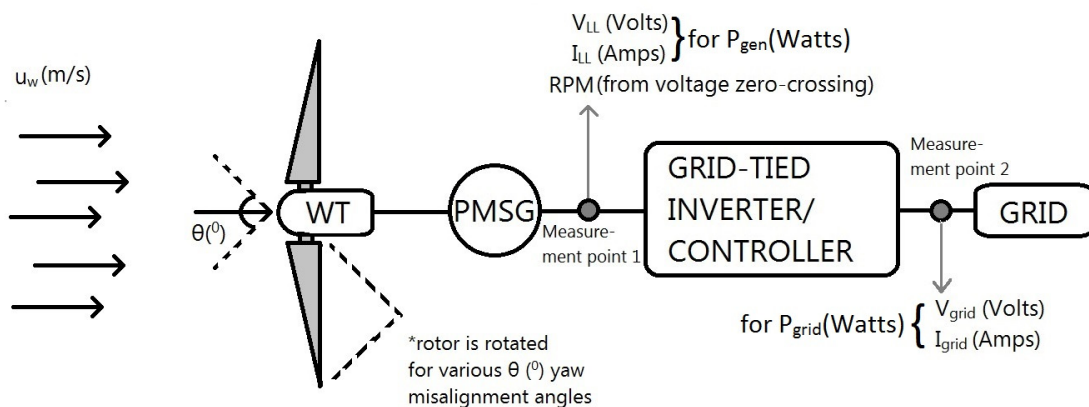 V_LL (Volts)
I_LL (Amps)
} for P_gen(Watts)
RPM(from voltage zero-crossing)
u_w(m/s)
θ(⁰)
WT
PMSG
Measure-
ment point 1
GRID-TIED
INVERTER/
CONTROLLER
Measure-
ment point 2
GRID
for P_grid(Watts) {
V_grid (Volts)
I_grid (Amps)
*rotor is rotated
for various θ (⁰) yaw
misalignment angles